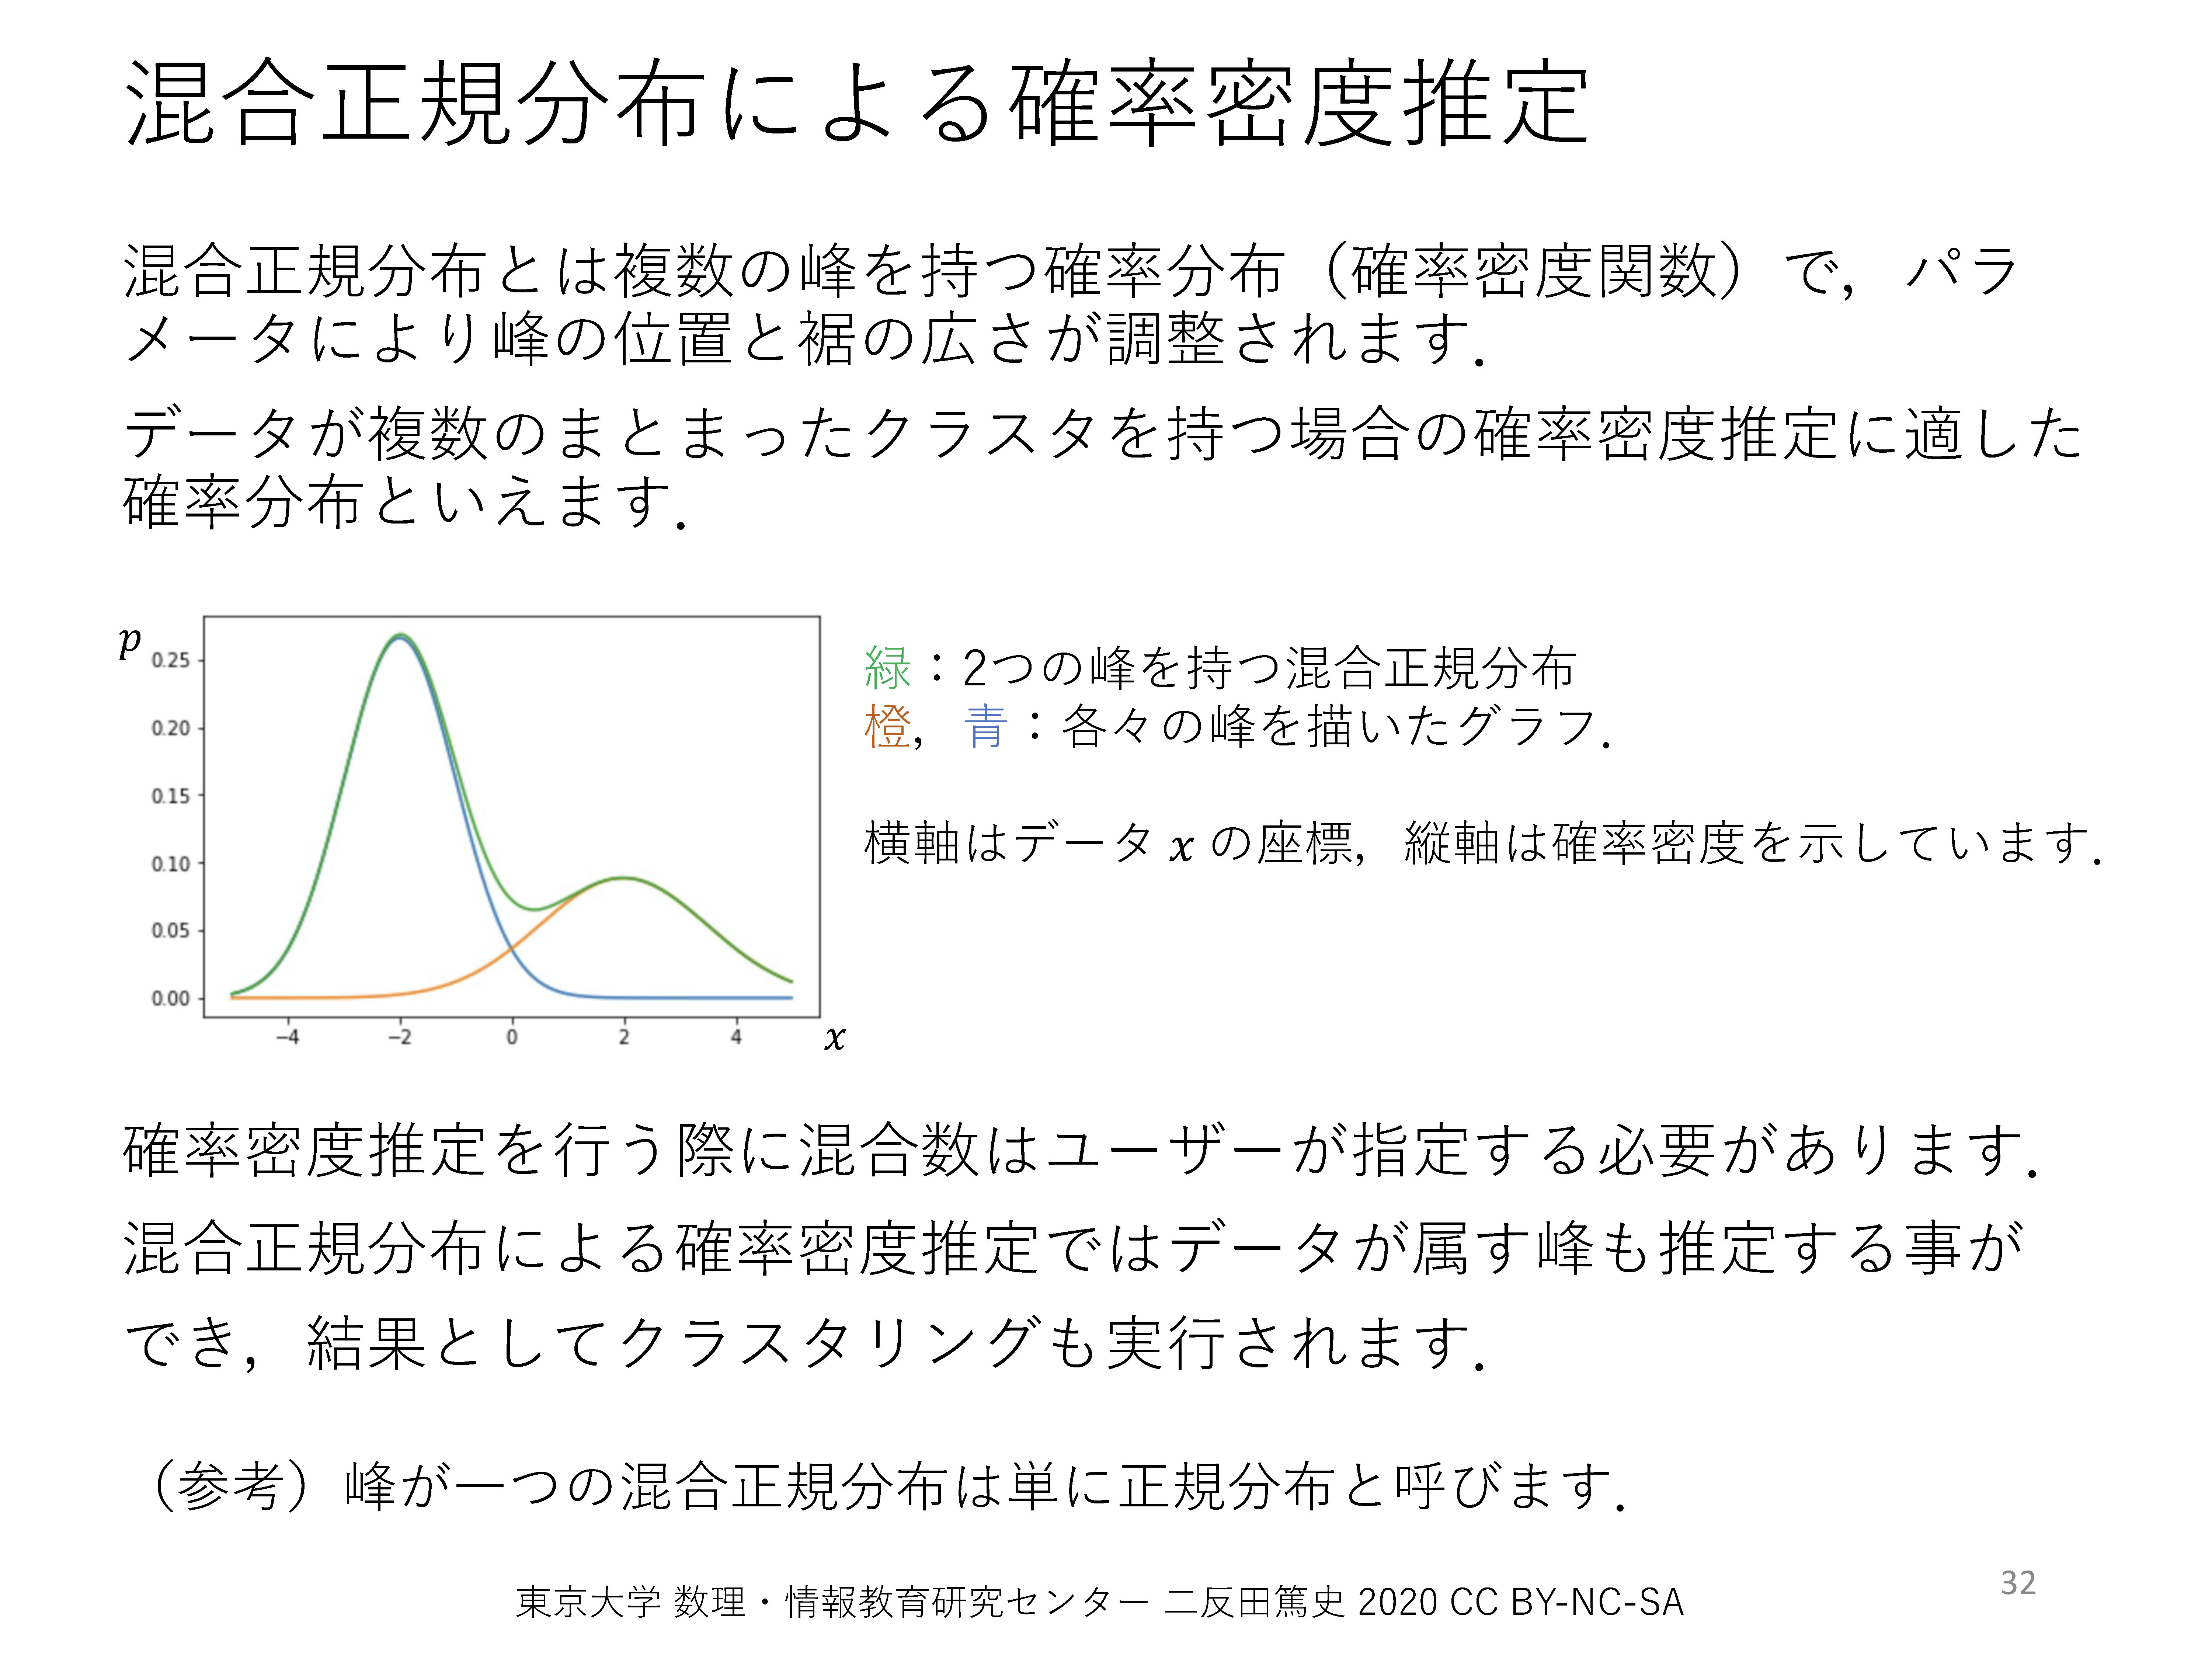 混合正規分布による確率密度推定
混合正規分布とは複数の峰を持つ確率分布（確率密度関数）で，パラ
メータにより峰の位置と裾の広さが調整されます．
データが複数のまとまったクラスタを持つ場合の確率密度推定に適した
確率分布といえます．
p
0.25
0.20
0.15
0.10
0.05
0.00
−4 −2 0 2 4
x
緑：2つの峰を持つ混合正規分布
橙，青：各々の峰を描いたグラフ．
横軸はデータ x の座標，縦軸は確率密度を示しています．
確率密度推定を行う際に混合数はユーザーが指定する必要があります．
混合正規分布による確率密度推定ではデータが属す峰も推定する事が
でき，結果としてクラスタリングも実行されます．
（参考）峰が一つの混合正規分布は単に正規分布と呼びます．
東京大学 数理・情報教育研究センター 二反田篤史 2020 CC BY-NC-SA
32